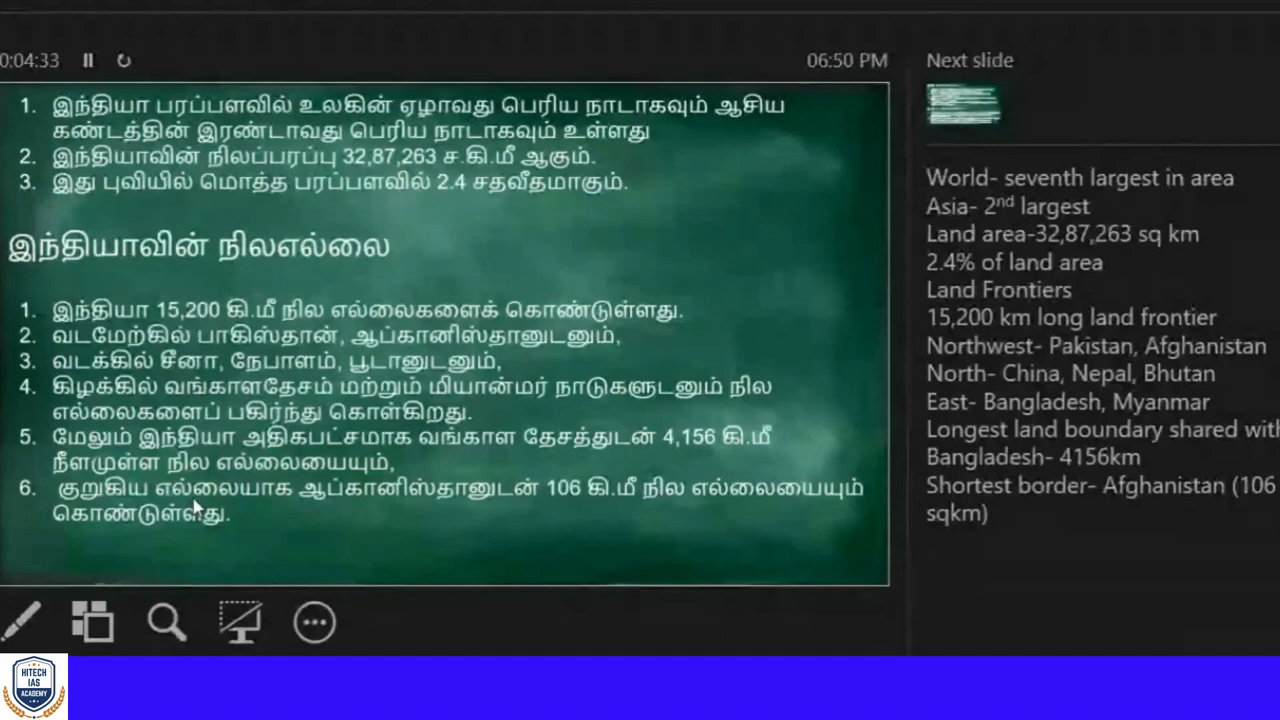 0:04:33
06:50 PM
Next slide
1. இந்தியா பரப்பளவில் உலகின் ஏழாவது பெரிய நாடாகவும் ஆசிய
கண்டத்தின் இரண்டாவது பெரிய நாடாகவும் உள்ளது
2. இந்தியாவின் நிலப்பரப்பு 32,87,263 ச.கி.மீ ஆகும்.
3. இது புவியில் மொத்த பரப்பளவில் 2.4 சதவீதமாகும்.
இந்தியாவின் நிலஎல்லை
1. இந்தியா 15,200 கி.மீ நில எல்லைகளைக் கொண்டுள்ளது.
2. வடமேற்கில் பாகிஸ்தான், ஆப்கானிஸ்தானுடனும்,
3. வடக்கில் சீனா, நேபாளம், பூடானுடனும்,
4. கிழக்கில் வங்காளதேசம் மற்றும் மியான்மர் நாடுகளுடனும் நில
எல்லைகளைப் பகிர்ந்து கொள்கிறது.
5. மேலும் இந்தியா அதிகபட்சமாக வங்காள தேசத்துடன் 4,156 கி.மீ
நீளமுள்ள நில எல்லையையும்,
6. குறுகிய எல்லையாக ஆப்கானிஸ்தானுடன் 106 கி.மீ நில எல்லையையும்
கொண்டுள்ளது.
World- seventh largest in area
Asia- 2nd largest
Land area-32,87,263 sq km
2.4% of land area
Land Frontiers
15,200 km long land frontier
Northwest- Pakistan, Afghanistan
North- China, Nepal, Bhutan
East- Bangladesh, Myanmar
Longest land boundary shared with
Bangladesh- 4156km
Shortest border- Afghanistan (106
sqkm)
HITECH
IAS
ACADEMY